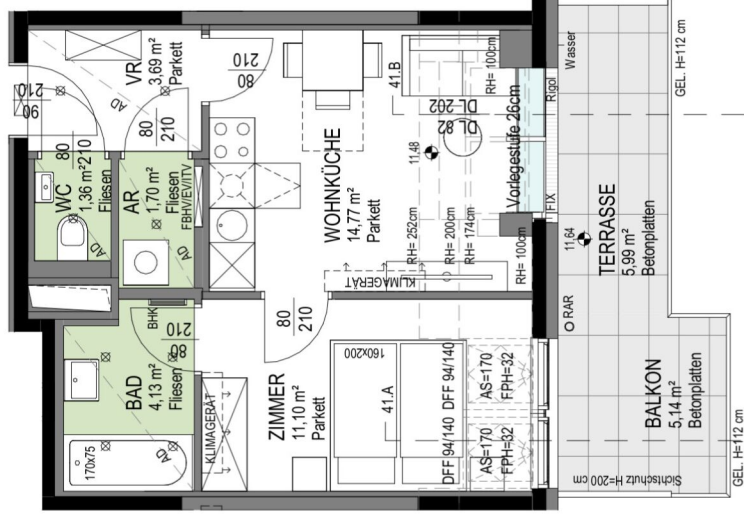 VR
3,69 m²
Parkett
AD
90
210
80
210
80
210
80
210
WC
1,36 m²
Fliesen
AD
AR
1,70 m²
Fliesen
FBHV/EV/ITV
AD
WOHNKÜCHE
14,77 m²
Parkett
41.B
DL 202
DL 82
RH= 100cm
Vorlegestufe 26cm
11,48
RH= 252cm
RH= 200cm
RH= 174cm
RH= 100cm
KLIMAGERÄT
Rigol
Wasser
FIX
GEL. H=112 cm
TERRASSE
5,99 m²
Betonplatten
11,64
RAR
BHK
80
210
BAD
4,13 m²
Fliesen
AD
170x75
KLIMAGERÄT
80
210
ZIMMER
11,10 m²
Parkett
160x200
41.A
DFF 94/140
DFF 94/140
AS=170
FPH=32
AS=170
FPH=32
BALKON
5,14 m²
Betonplatten
Sichtschutz H=200 cm
GEL. H=112 cm